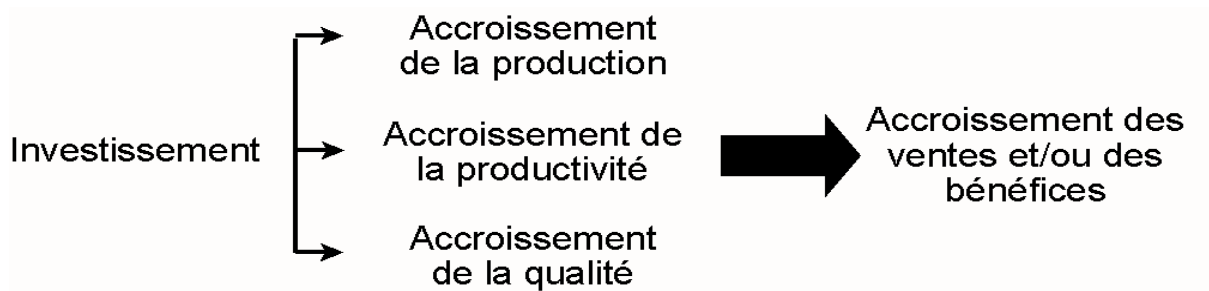 Accroissement
de la production
Investissement
Accroissement de
la productivité
Accroissement des
ventes et/ou des
bénéfices
Accroissement
de la qualité